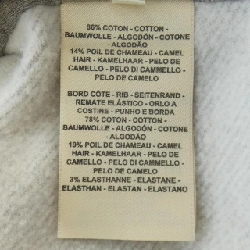 86% COTON - COTTON -
BAUMWOLLE - ALGODÓN - COTONE
ALGODÃO
14% POIL DE CHAMEAU - CAMEL
HAIR - KAMELHAAR - PELO DE
CAMELLO - PELO DI CAMMELLO -
PELO DE CAMELO
BORD CÔTE - RIB - SEITENRAND -
REMATE ELÁSTICO - ORLO A
COSTINE - PUNHO E BORDA
78% COTON - COTTON -
BAUMWOLLE - ALGODÓN - COTONE
- ALGODÃO
19% POIL DE CHAMEAU - CAMEL
HAIR - KAMELHAAR - PELO DE
CAMELLO - PELO DI CAMMELLO -
PELO DE CAMELO
3% ELASTHANNE - ELASTANE -
ELASTHAN - ELASTAN - ELASTANO